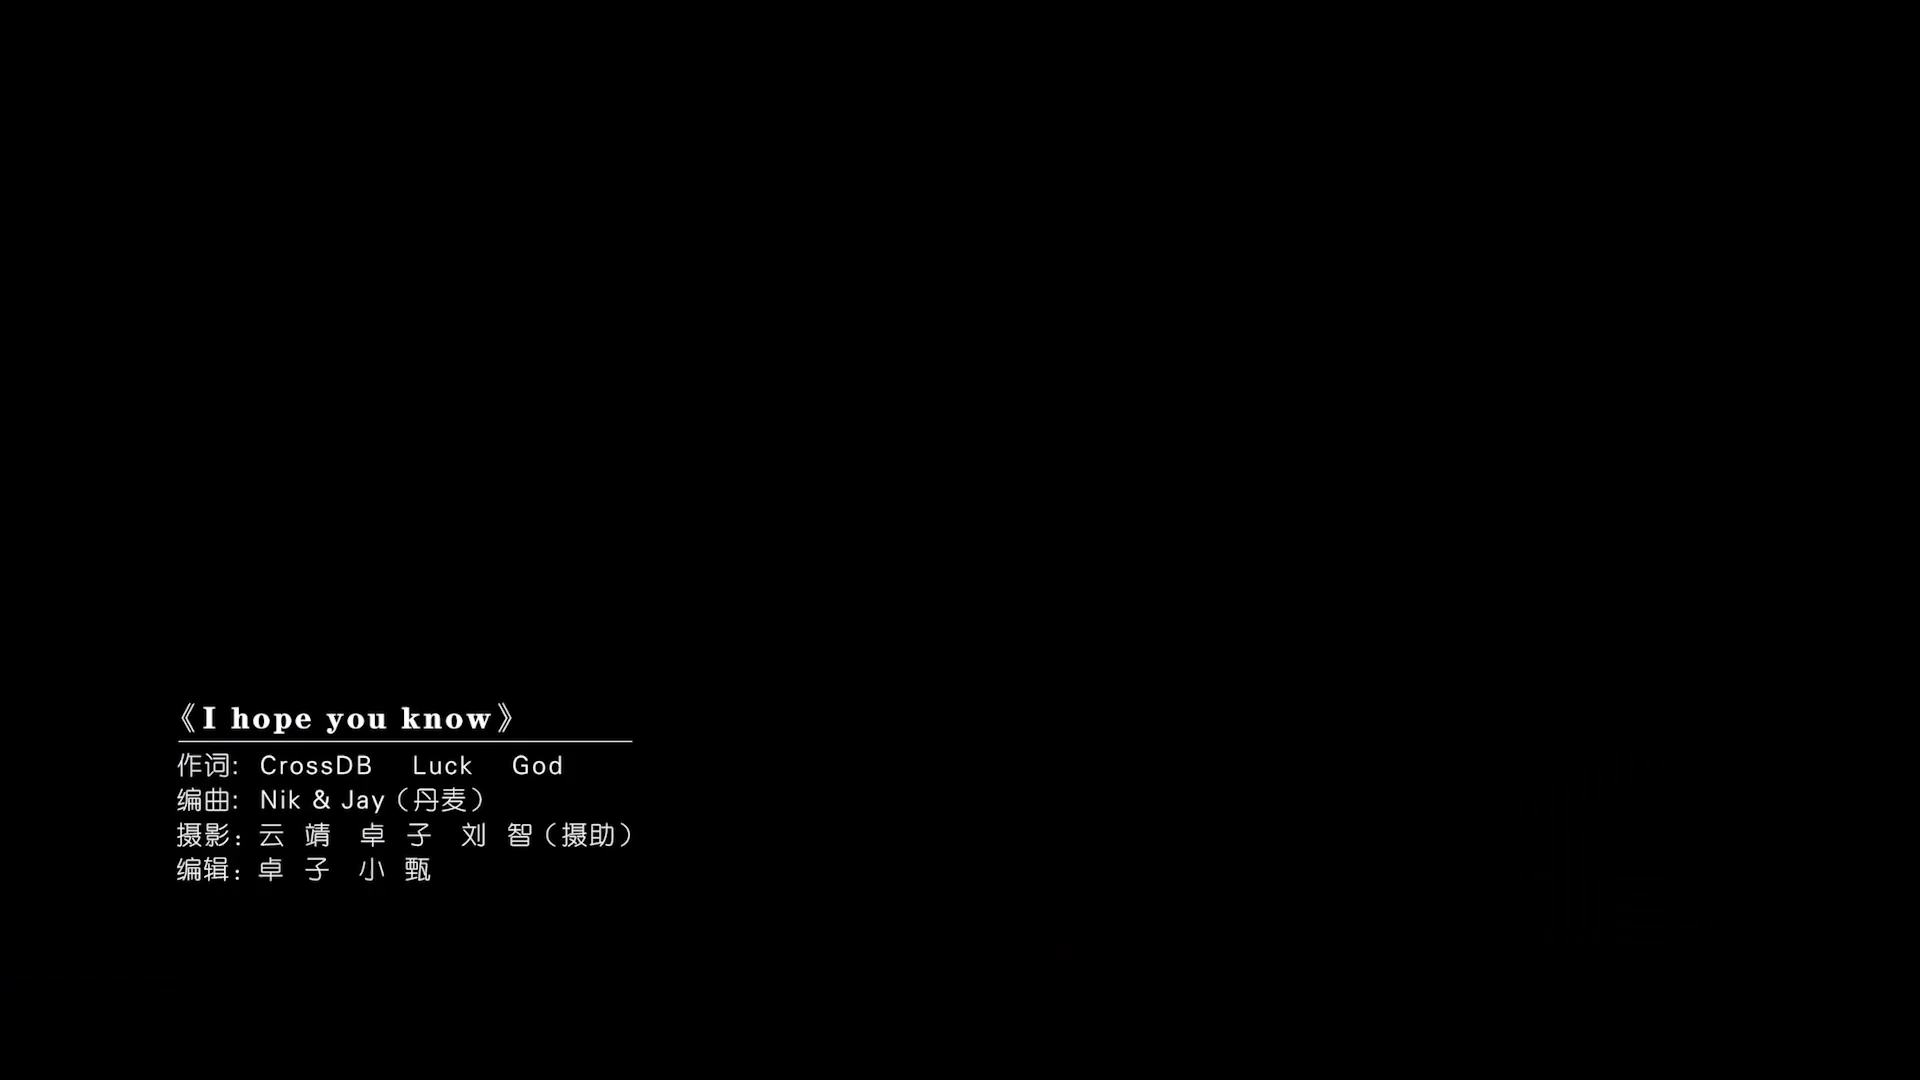 《I hope you know》
作词: CrossDB Luck God
编曲: Nik & Jay（丹麦）
摄影: 云 靖 卓 子 刘 智（摄助）
编辑: 卓 子 小 甄